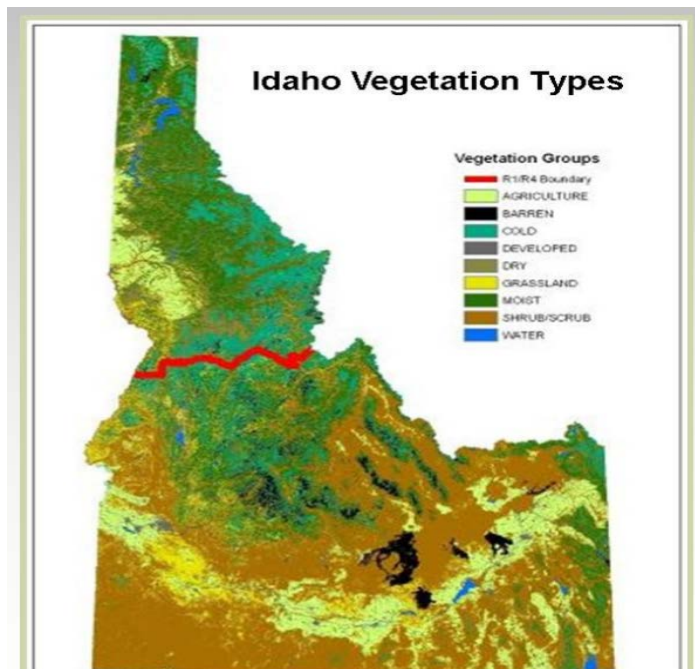 Idaho Vegetation Types
Vegetation Groups
R1/R4 Boundary
AGRICULTURE
BARREN
COLD
DEVELOPED
DRY
GRASSLAND
MOIST
SHRUB/SCRUB
WATER